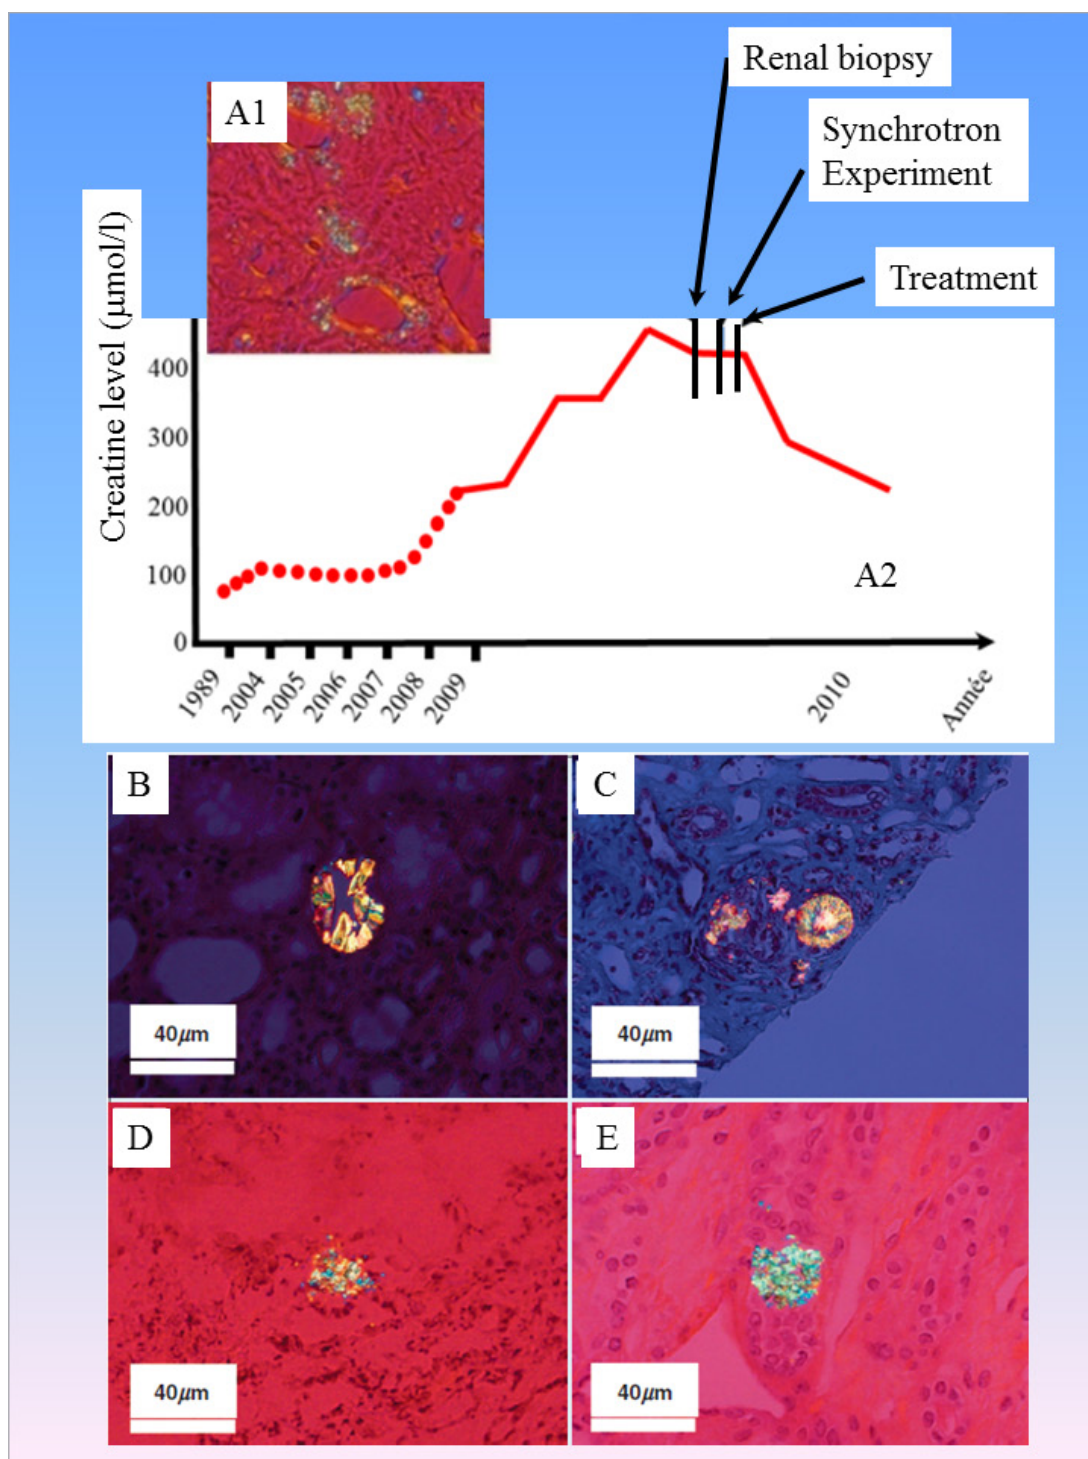 Renal biopsy
A1
Synchrotron
Experiment
Treatment
Creatine level (µmol/l)
400
300
200
100
0
A2
1989
2004
2005
2006
2007
2008
2009
2010
Année
B
C
40µm
40µm
D
E
40µm
40µm